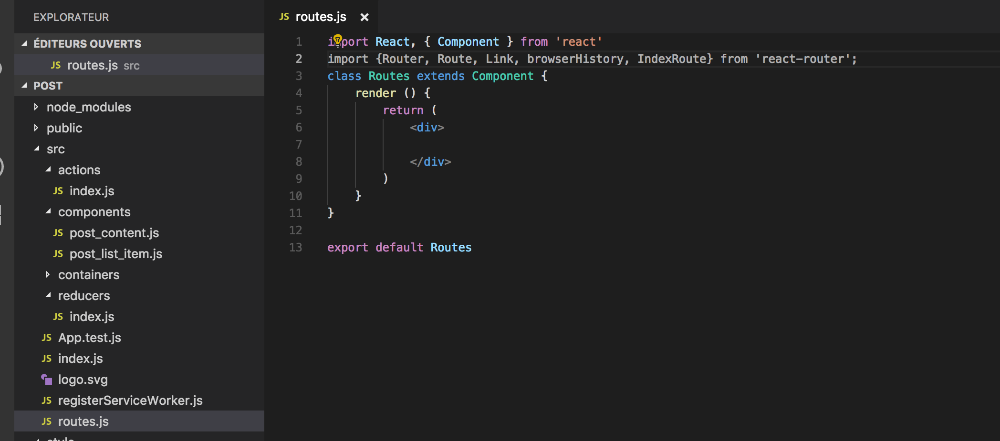 EXPLORATEUR
ÉDITEURS OUVERTS
JS routes.js src
POST
node_modules
public
src
actions
JS index.js
components
JS post_content.js
JS post_list_item.js
containers
reducers
JS index.js
JS App.test.js
JS index.js
logo.svg
JS registerServiceWorker.js
JS routes.js
style
JS routes.js ×
1 import React, { Component } from 'react'
2 import {Router, Route, Link, browserHistory, IndexRoute} from 'react-router';
3 class Routes extends Component {
4 render () {
5 return (
6 <div>
7
8 </div>
9 )
10 }
11 }
12
13 export default Routes